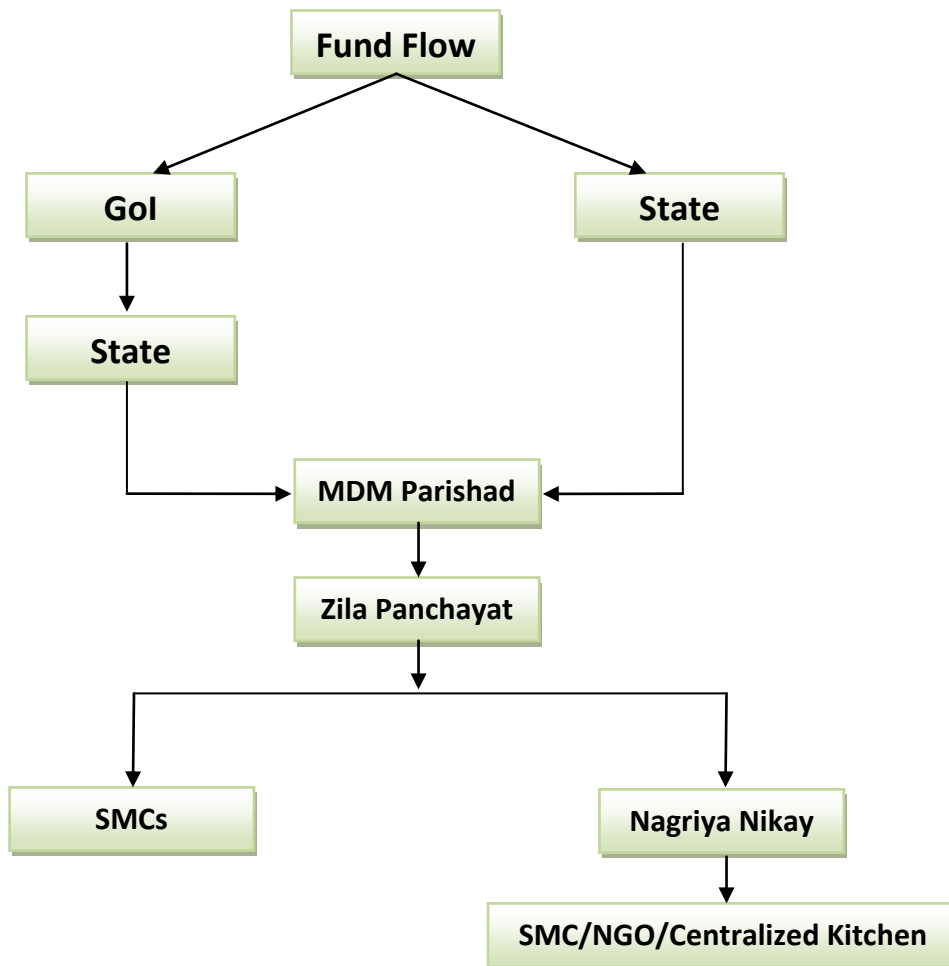 Fund Flow
GoI
State
State
MDM Parishad
Zila Panchayat
SMCs
Nagriya Nikay
SMC/NGO/Centralized Kitchen